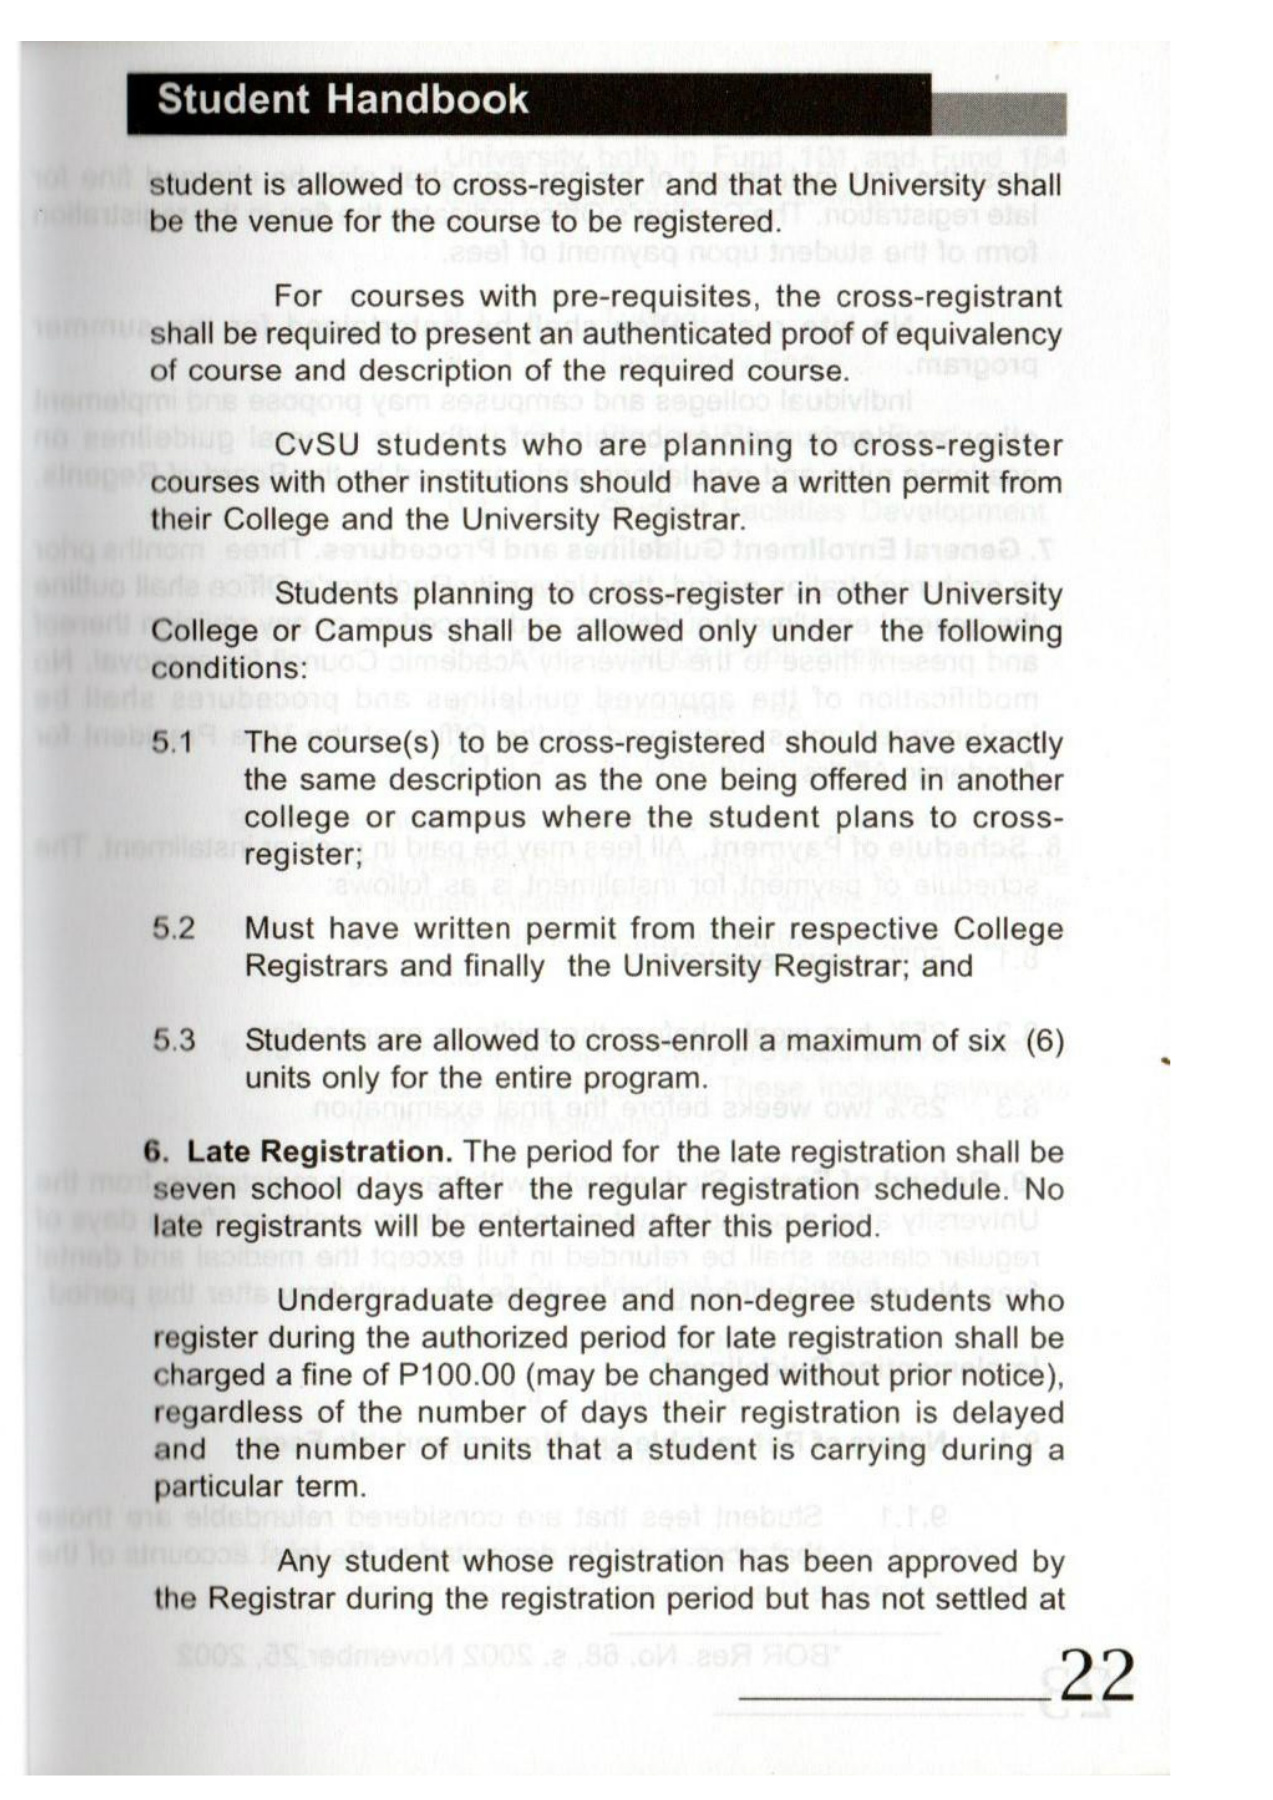 Student Handbook
student is allowed to cross-register and that the University shall
be the venue for the course to be registered.
For courses with pre-requisites, the cross-registrant
shall be required to present an authenticated proof of equivalency
of course and description of the required course.
CvSU students who are planning to cross-register
courses with other institutions should have a written permit from
their College and the University Registrar.
Students planning to cross-register in other University
College or Campus shall be allowed only under the following
conditions:
5.1 The course(s) to be cross-registered should have exactly
the same description as the one being offered in another
college or campus where the student plans to cross-
register;
5.2 Must have written permit from their respective College
Registrars and finally the University Registrar; and
5.3 Students are allowed to cross-enroll a maximum of six (6)
units only for the entire program.
6. Late Registration. The period for the late registration shall be
seven school days after the regular registration schedule. No
late registrants will be entertained after this period.
Undergraduate degree and non-degree students who
register during the authorized period for late registration shall be
charged a fine of P100.00 (may be changed without prior notice),
regardless of the number of days their registration is delayed
and the number of units that a student is carrying during a
particular term.
Any student whose registration has been approved by
the Registrar during the registration period but has not settled at
22